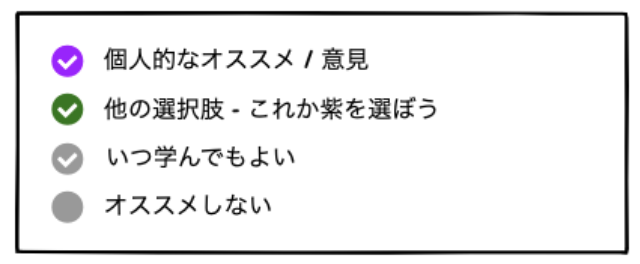 個人的なオススメ / 意見
他の選択肢 - これか紫を選ぼう
いつ学んでもよい
オススメしない